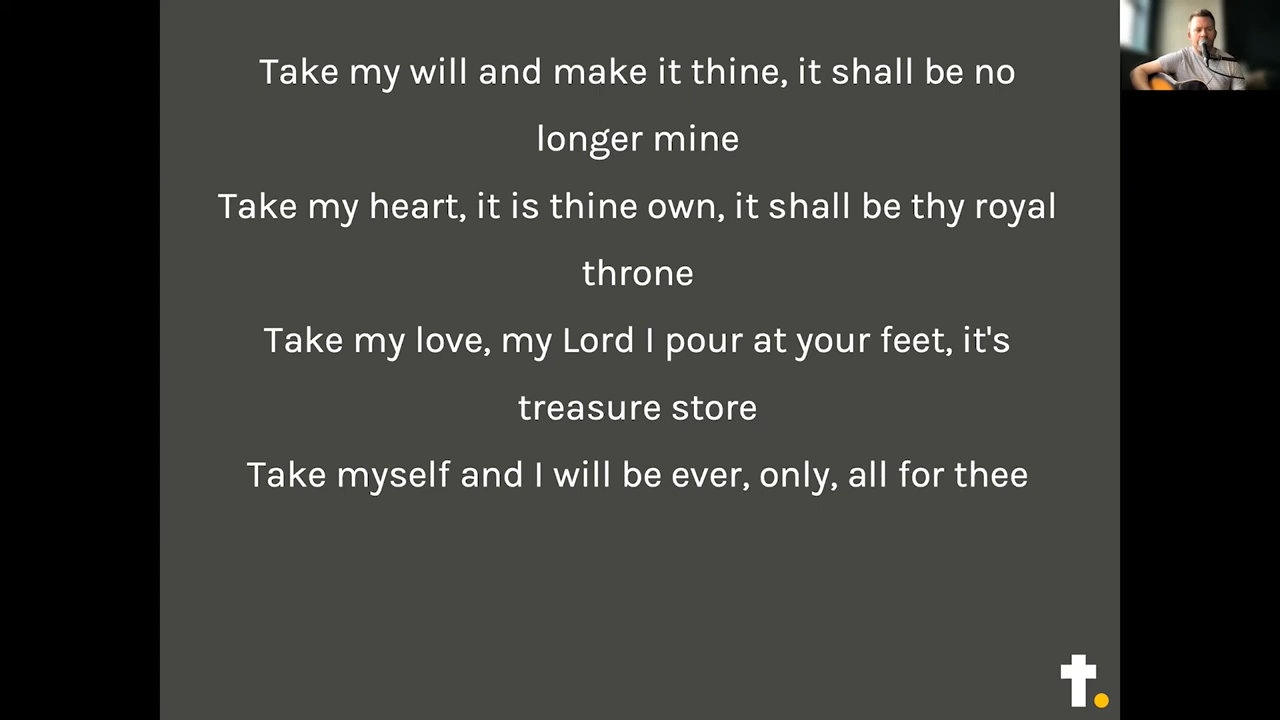 Take my will and make it thine, it shall be no
longer mine
Take my heart, it is thine own, it shall be thy royal
throne
Take my love, my Lord I pour at your feet, it's
treasure store
Take myself and I will be ever, only, all for thee